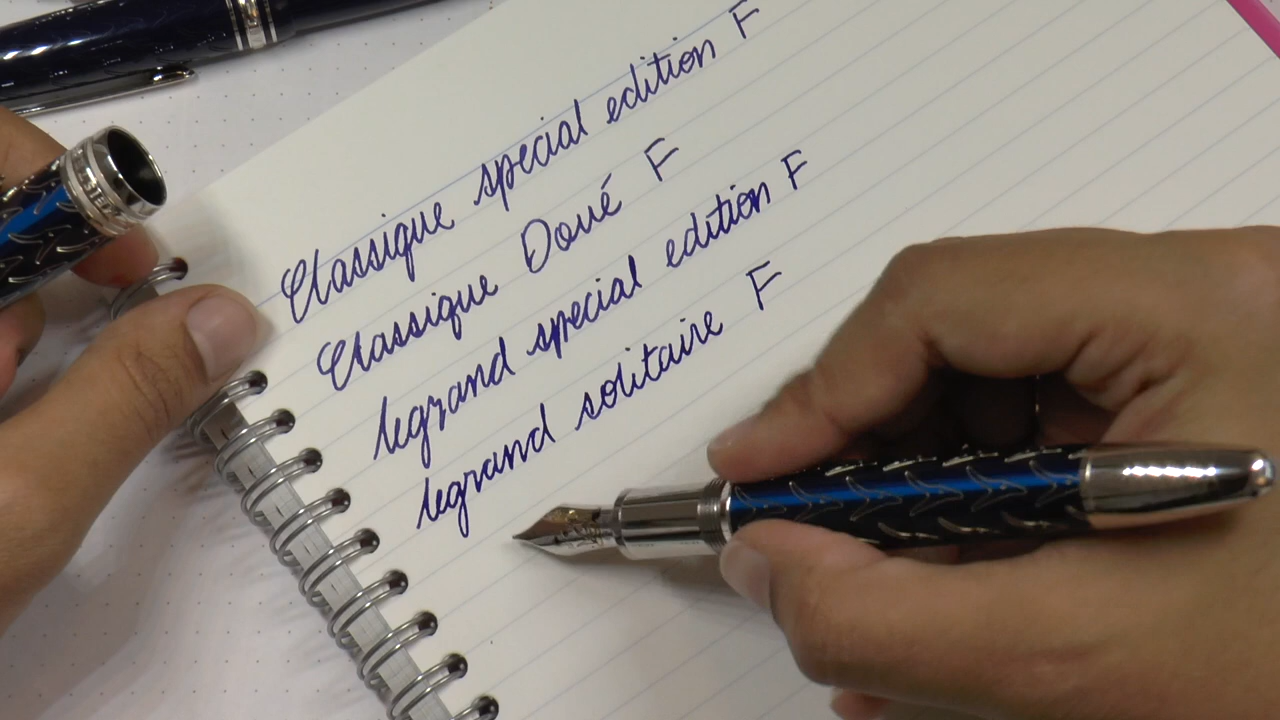 Classique special edition F
Classique Doué F
legrand special edition F
legrand solitaire F